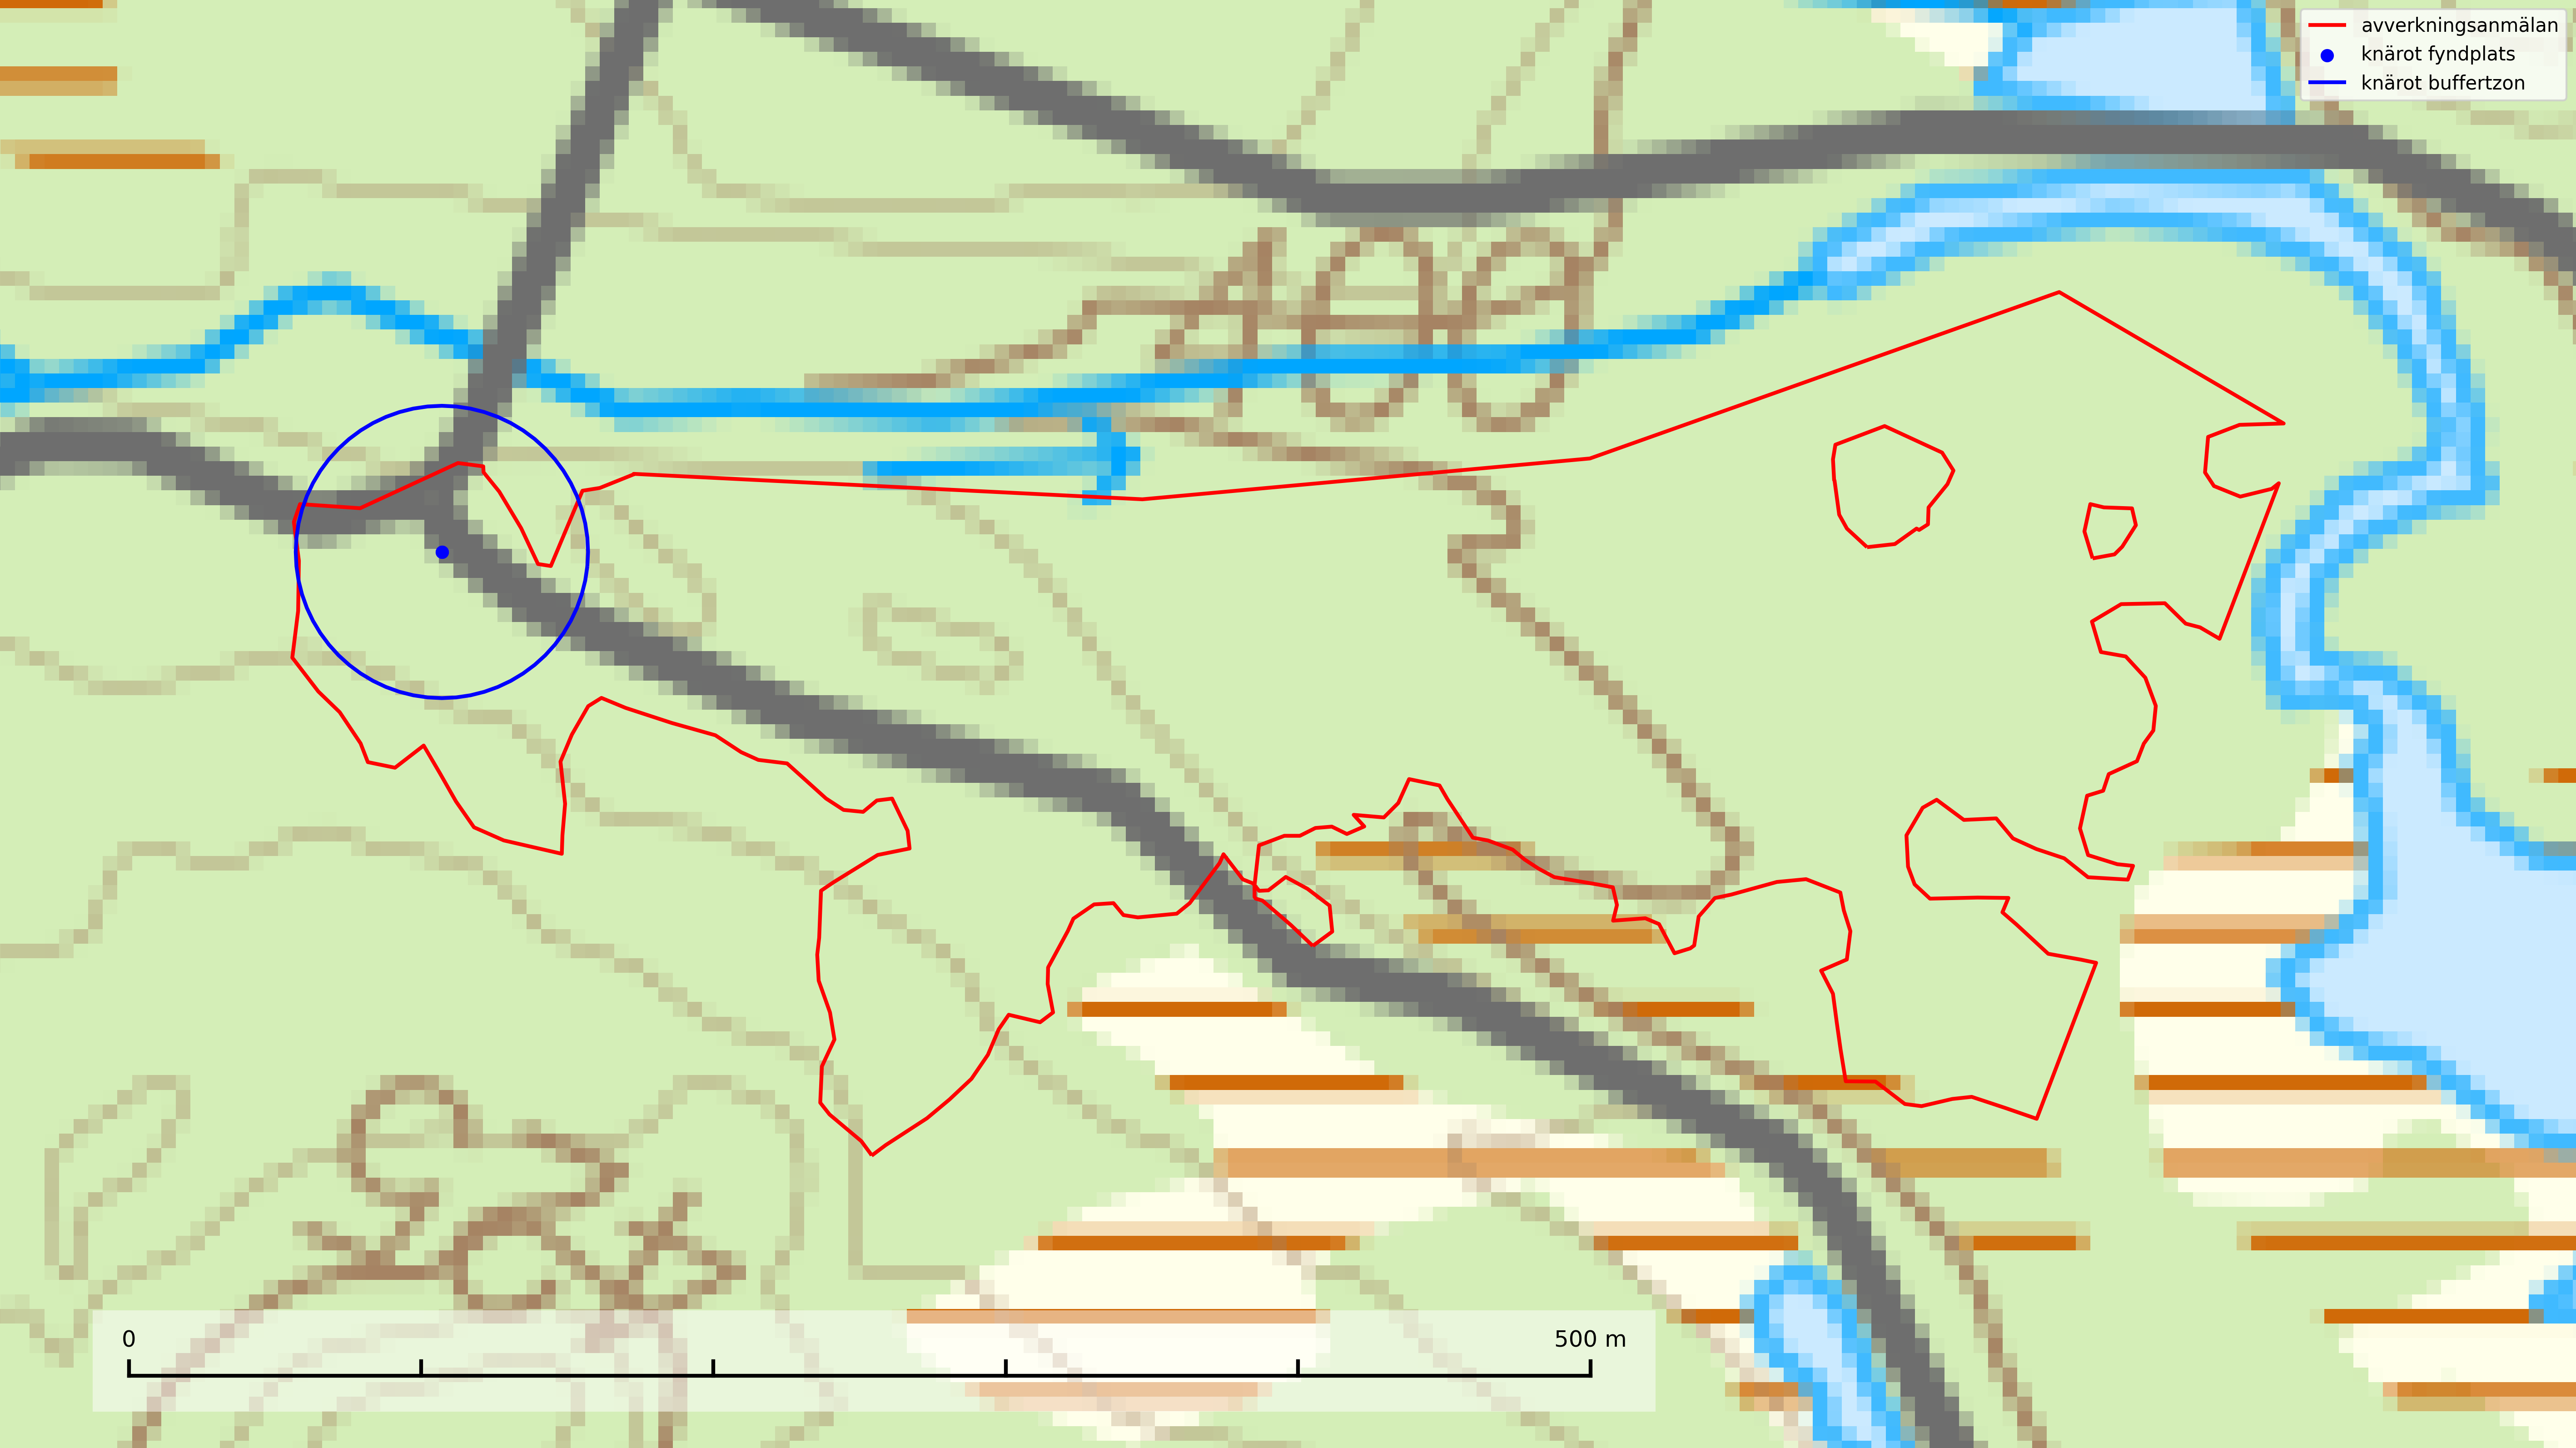 avverkningsanmälan
knärot fyndplats
knärot buffertzon
0 500 m